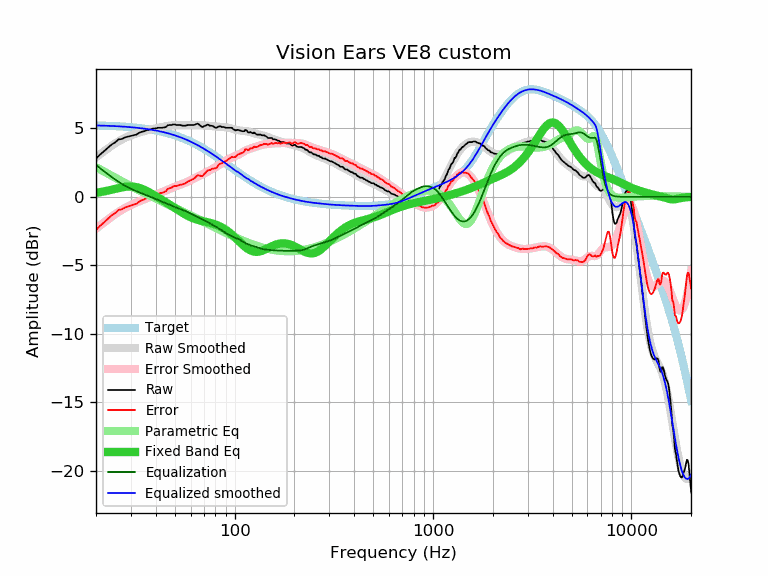 Vision Ears VE8 custom
Amplitude (dBr)
5
0
−5
−10
−15
−20
Target
Raw Smoothed
Error Smoothed
Raw
Error
Parametric Eq
Fixed Band Eq
Equalization
Equalized smoothed
100
1000
10000
Frequency (Hz)